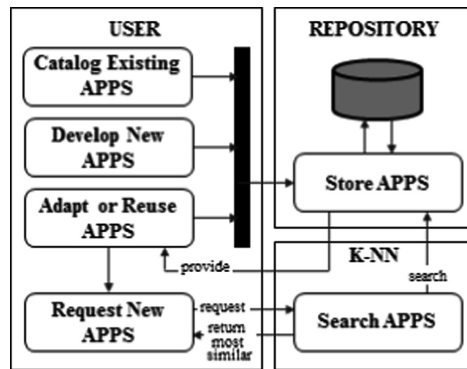 USER
Catalog Existing
APPS
Develop New
APPS
Adapt or Reuse
APPS
provide
Request New
APPS
request
return
most
similar
REPOSITORY
Store APPS
K-NN
search
Search APPS